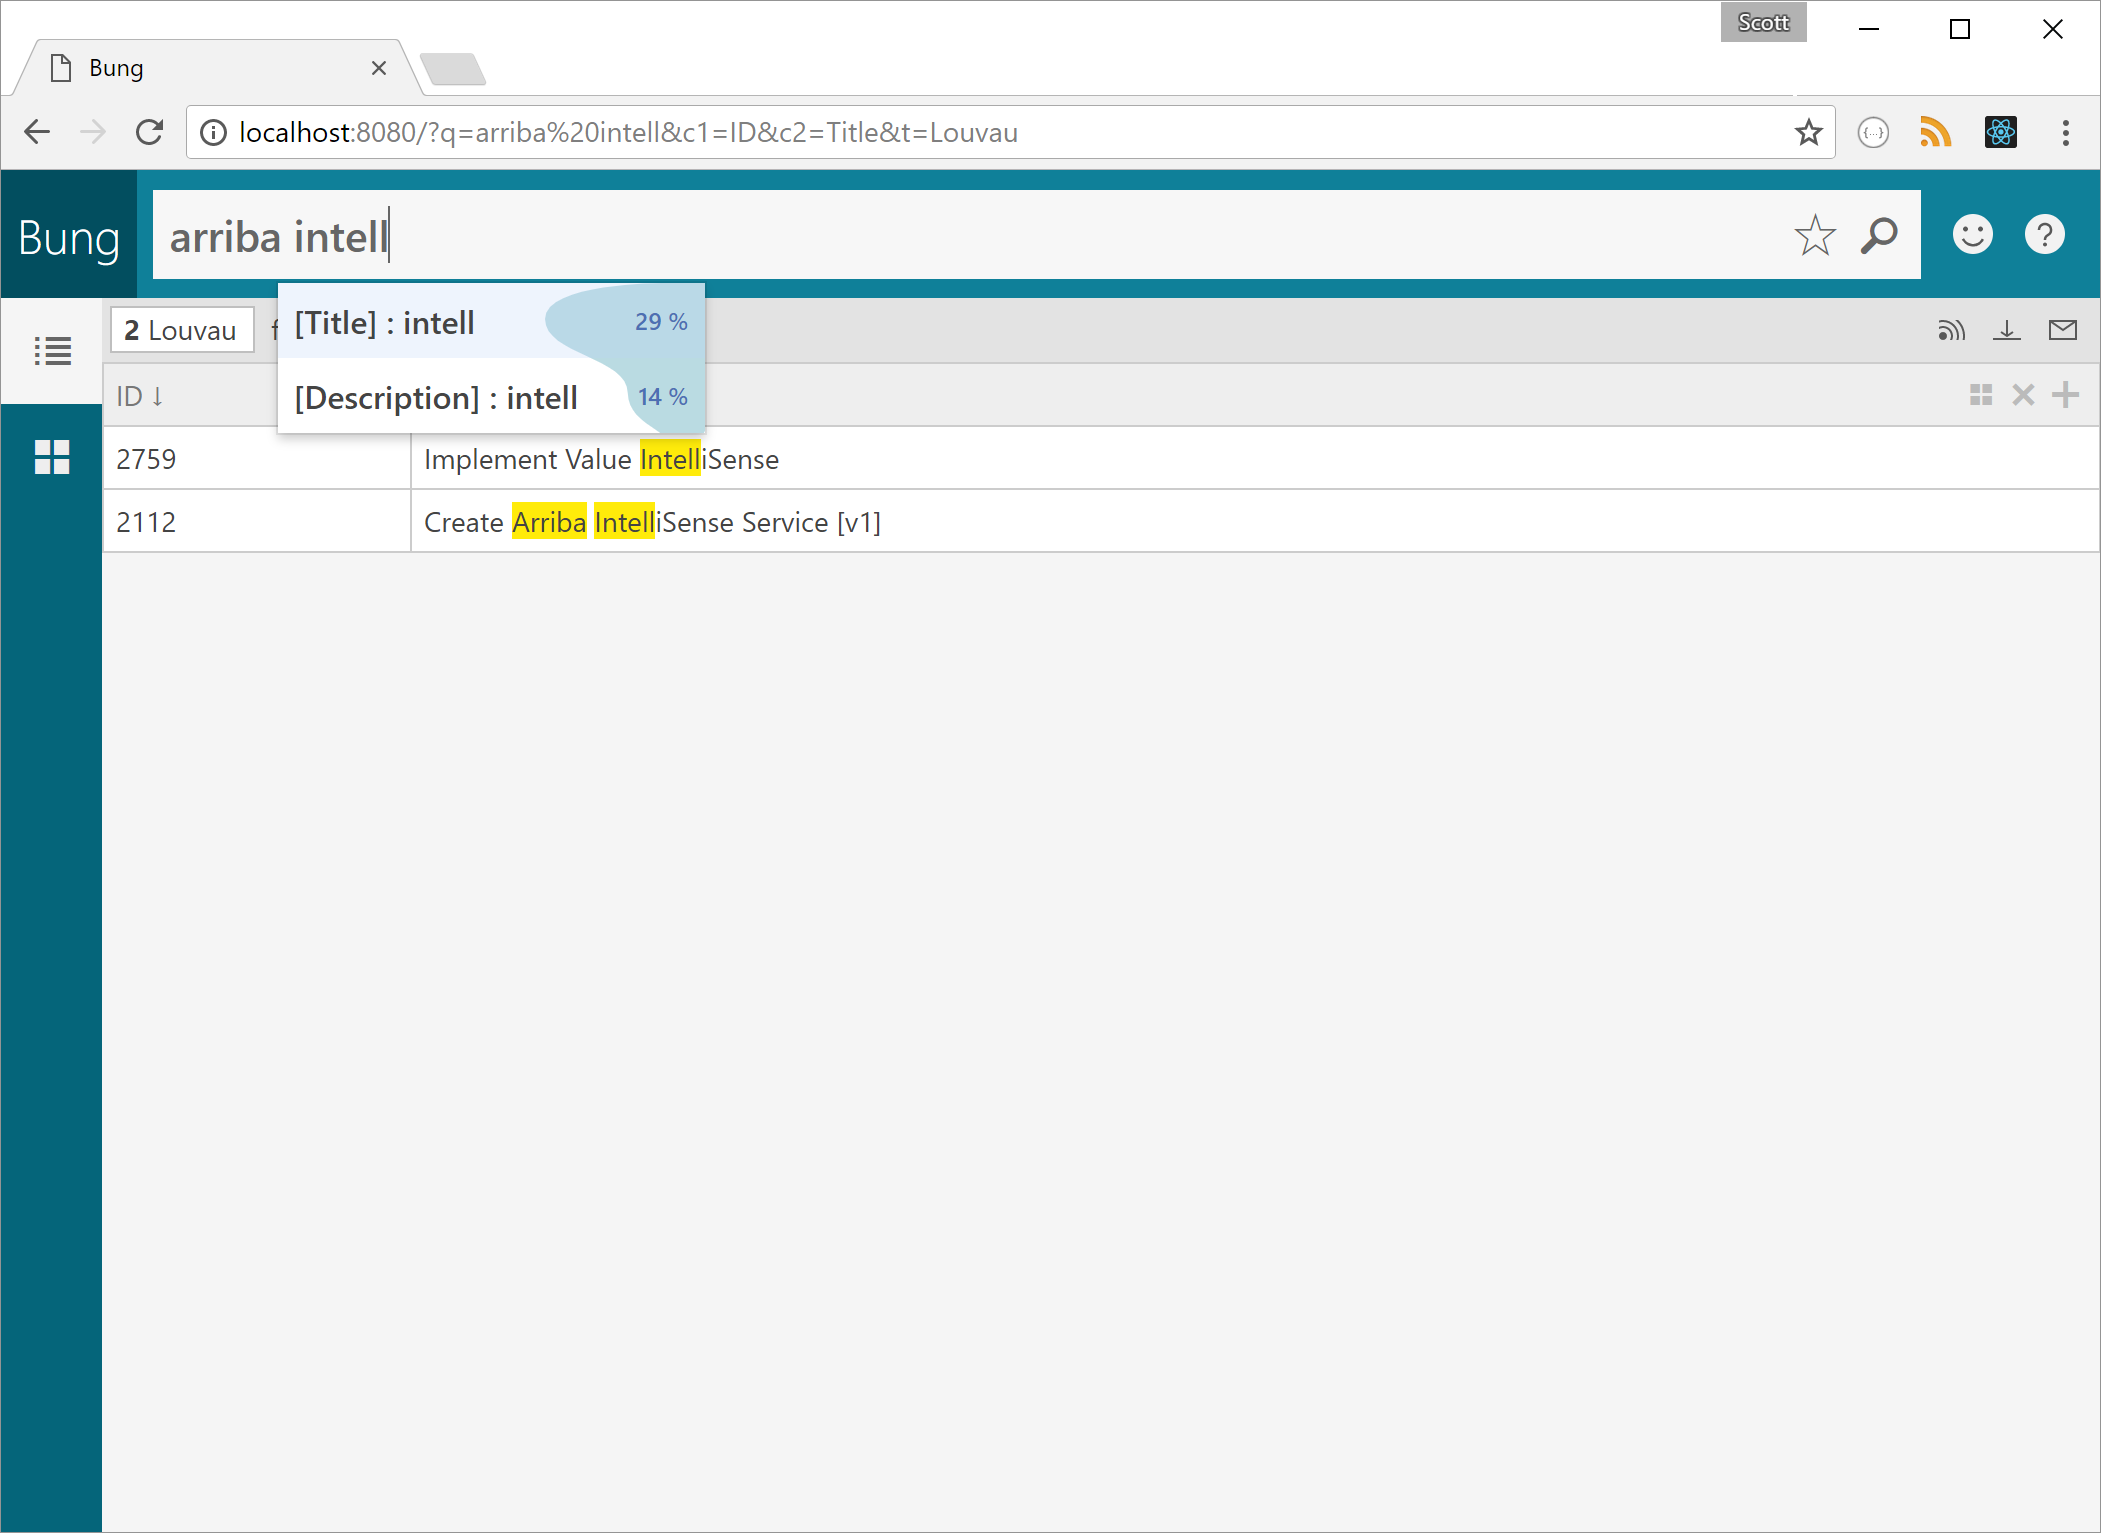 Scott
Bung
localhost:8080/?q=arriba%20intell&c1=ID&c2=Title&t=Louvau
Bung
arriba intell
[Title] : intell 29 %
2 Louvau
[Description] : intell 14 %
ID ↓
2759 Implement Value IntelliSense
2112 Create Arriba IntelliSense Service [v1]